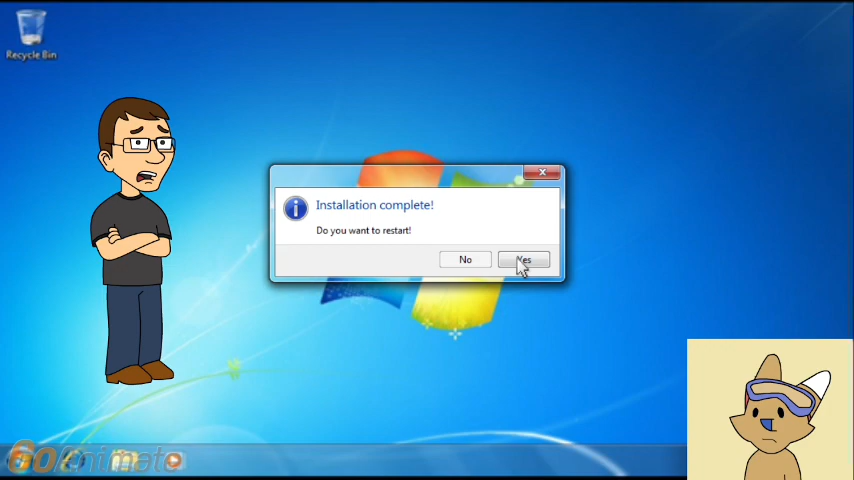 Recycle Bin
Installation complete!
Do you want to restart!
No
Yes
GOAnimate